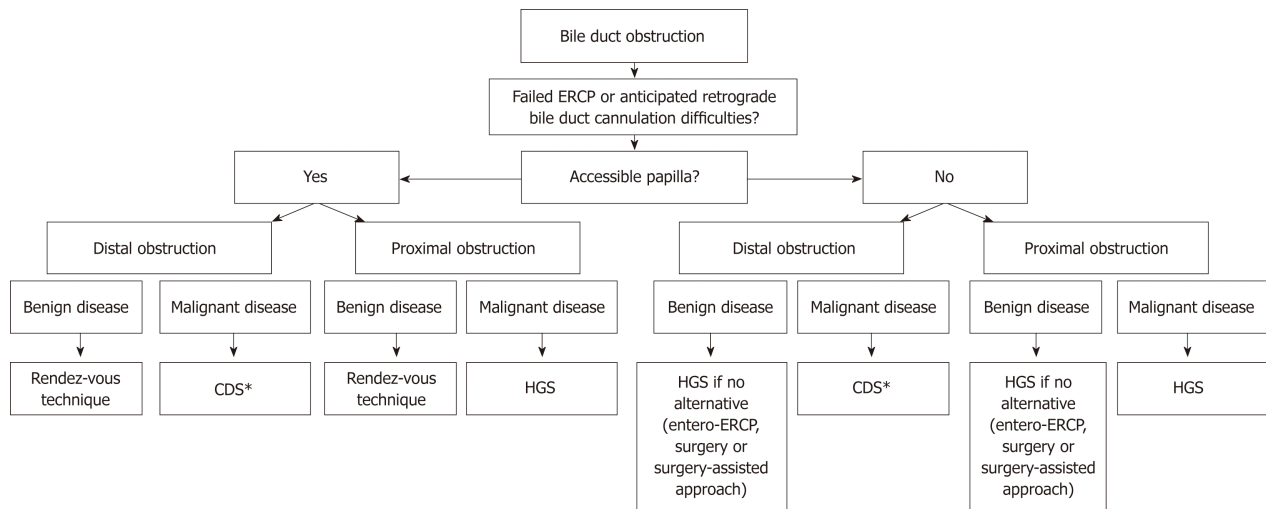 Bile duct obstruction
Failed ERCP or anticipated retrograde
bile duct cannulation difficulties?
Yes
Accessible papilla?
No
Distal obstruction
Proximal obstruction
Distal obstruction
Proximal obstruction
Benign disease
Malignant disease
Benign disease
Malignant disease
Benign disease
Malignant disease
Benign disease
Malignant disease
Rendez-vous
technique
CDS*
Rendez-vous
technique
HGS
HGS if no
alternative
(entero-ERCP,
surgery or
surgery-assisted
approach)
CDS*
HGS if no
alternative
(entero-ERCP,
surgery or
surgery-assisted
approach)
HGS